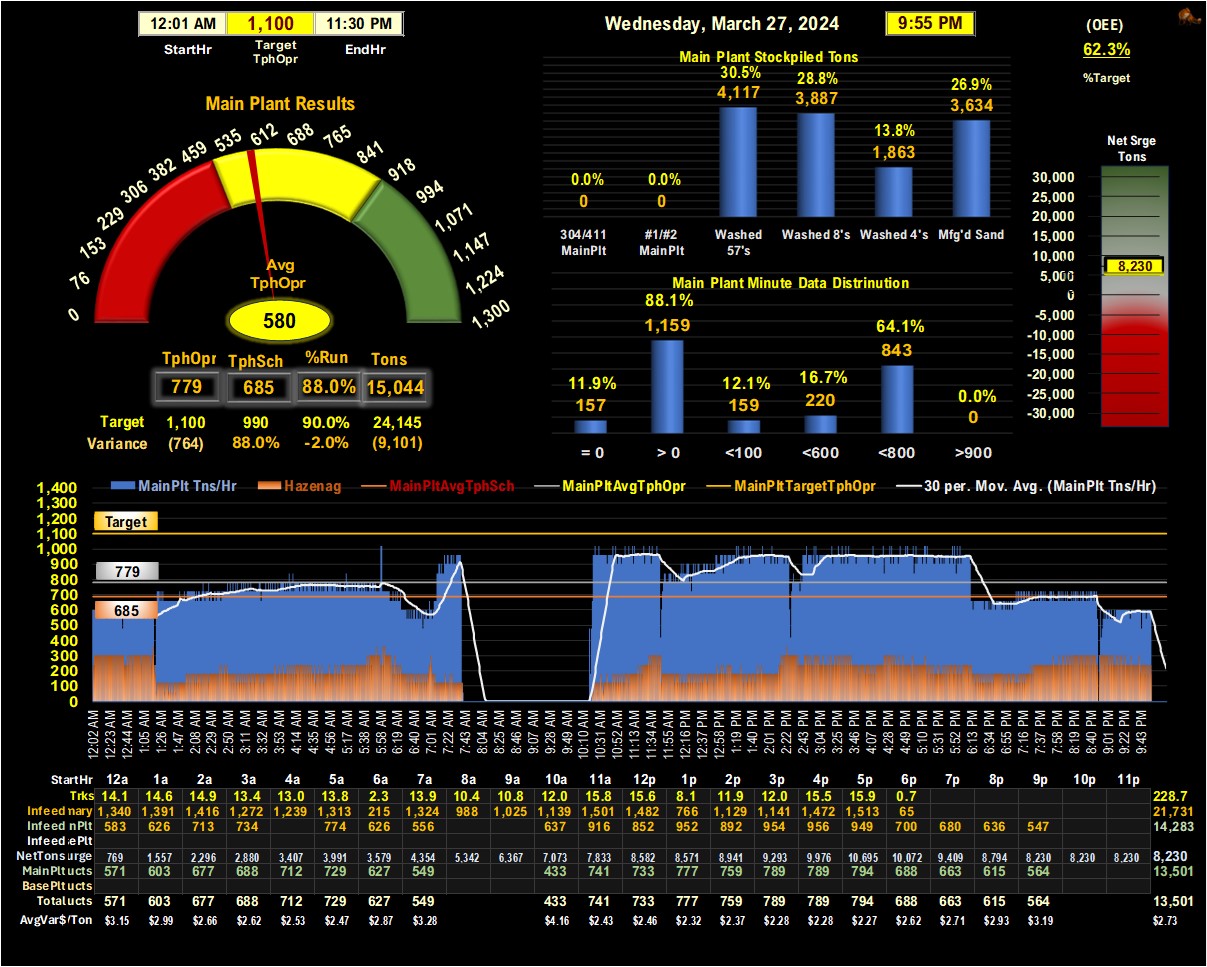 12:01 AM 1,100 11:30 PM
StartHr Target TphOpr EndHr
Wednesday, March 27, 2024 9:55 PM
(OEE)
62.3%
%Target
Main Plant Results
0 76 153 229 306 382 459 535 612 688 765 841 918 994 1,071 1,147 1,224 1,300
Avg
TphOpr
580
TphOpr TphSch %Run Tons
779 685 88.0% 15,044
Target 1,100 990 90.0% 24,145
Variance (764) 88.0% -2.0% (9,101)
Main Plant Stockpiled Tons
0.0% 0.0% 30.5% 28.8% 13.8% 26.9%
0 0 4,117 3,887 1,863 3,634
304/411 MainPlt #1/#2 MainPlt Washed 57's Washed 8's Washed 4's Mfg'd Sand
Main Plant Minute Data Distrinution
11.9% 88.1% 12.1% 16.7% 64.1% 0.0%
157 1,159 159 220 843 0
= 0 > 0 <100 <600 <800 >900
Net Srge
Tons
30,000
25,000
20,000
15,000
10,000
8,230
5,000
0
-5,000
-10,000
-15,000
-20,000
-25,000
-30,000
MainPlt Tns/Hr Hazenag MainPltAvgTphSch MainPltAvgTphOpr MainPltTargetTphOpr 30 per. Mov. Avg. (MainPlt Tns/Hr)
1,400
1,300
1,200
1,100
1,000
900
800
700
600
500
400
300
200
100
0
Target
779
685
12:02 AM 12:23 AM 12:44 AM 1:05 AM 1:26 AM 1:47 AM 2:08 AM 2:29 AM 2:50 AM 3:11 AM 3:32 AM 3:53 AM 4:14 AM 4:35 AM 4:56 AM 5:17 AM 5:38 AM 5:58 AM 6:19 AM 6:40 AM 7:01 AM 7:22 AM 7:43 AM 8:04 AM 8:25 AM 8:46 AM 9:07 AM 9:28 AM 9:49 AM 10:10 AM 10:31 AM 10:52 AM 11:13 AM 11:34 AM 11:55 AM 12:16 PM 12:37 PM 12:58 PM 1:19 PM 1:40 PM 2:01 PM 2:22 PM 2:43 PM 3:04 PM 3:25 PM 3:46 PM 4:07 PM 4:28 PM 4:49 PM 5:10 PM 5:31 PM 5:52 PM 6:13 PM 6:34 PM 6:55 PM 7:16 PM 7:37 PM 7:58 PM 8:19 PM 8:40 PM 9:01 PM 9:22 PM 9:43 PM
StartHr 12a 1a 2a 3a 4a 5a 6a 7a 8a 9a 10a 11a 12p 1p 2p 3p 4p 5p 6p 7p 8p 9p 10p 11p
Trks 14.1 14.6 14.9 13.4 13.0 13.8 2.3 13.9 10.4 10.8 12.0 15.8 15.6 8.1 11.9 12.0 15.5 15.9 0.7 228.7
Infeed nary 1,340 1,391 1,416 1,272 1,239 1,313 215 1,324 988 1,025 1,139 1,501 1,482 766 1,129 1,141 1,472 1,513 65 21,731
Infeed nPlt 583 626 713 734 774 626 556 637 916 852 952 892 954 956 949 700 680 636 547 14,283
Infeed ePlt
NetTons urge 769 1,557 2,296 2,880 3,407 3,991 3,579 4,354 5,342 6,367 7,073 7,833 8,582 8,571 8,941 9,293 9,976 10,695 10,072 9,409 8,794 8,230 8,230 8,230 8,230
MainPlt ucts 571 603 677 688 712 729 627 549 433 741 733 777 759 789 789 794 688 663 615 564 13,501
BasePlt ucts
Total ucts 571 603 677 688 712 729 627 549 433 741 733 777 759 789 789 794 688 663 615 564 13,501
AvgVar$/Ton $3.15 $2.99 $2.66 $2.62 $2.53 $2.47 $2.87 $3.28 $4.16 $2.43 $2.46 $2.32 $2.37 $2.28 $2.28 $2.27 $2.62 $2.71 $2.93 $3.19 $2.73